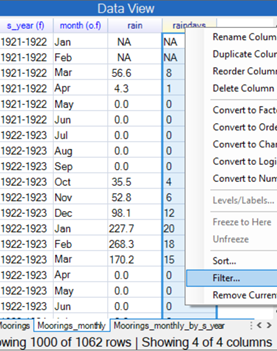 Data View
s_year (f) month (o.f) rain raindays
1921-1922 Jan NA NA
1921-1922 Feb NA NA
1921-1922 Mar 56.6 8
1921-1922 Apr 4.3 1
1921-1922 May 0.0 0
1921-1922 Jun 0.0 0
1922-1923 Jul 0.0 0
1922-1923 Aug 0.0 0
1922-1923 Sep 0.0 0
1922-1923 Oct 35.5 4
1922-1923 Nov 52.8 6
1922-1923 Dec 98.1 12
1922-1923 Jan 227.7 20
1922-1923 Feb 268.3 18
1922-1923 Mar 170.2 15
1922-1923 Apr 0.0 0
1922-1923 May 0.0 0
1922-1923 Jun 0.0 0
Rename Colum
Duplicate Colum
Reorder Column
Delete Column
Convert to Facto
Convert to Orde
Convert to Char
Convert to Logi
Convert to Num
Levels/Labels...
Freeze to Here
Unfreeze
Sort...
Filter...
Remove Current
Moorings Moorings_monthly Moorings_monthly_by_s_year
owing 1000 of 1062 rows | Showing 4 of 4 columns